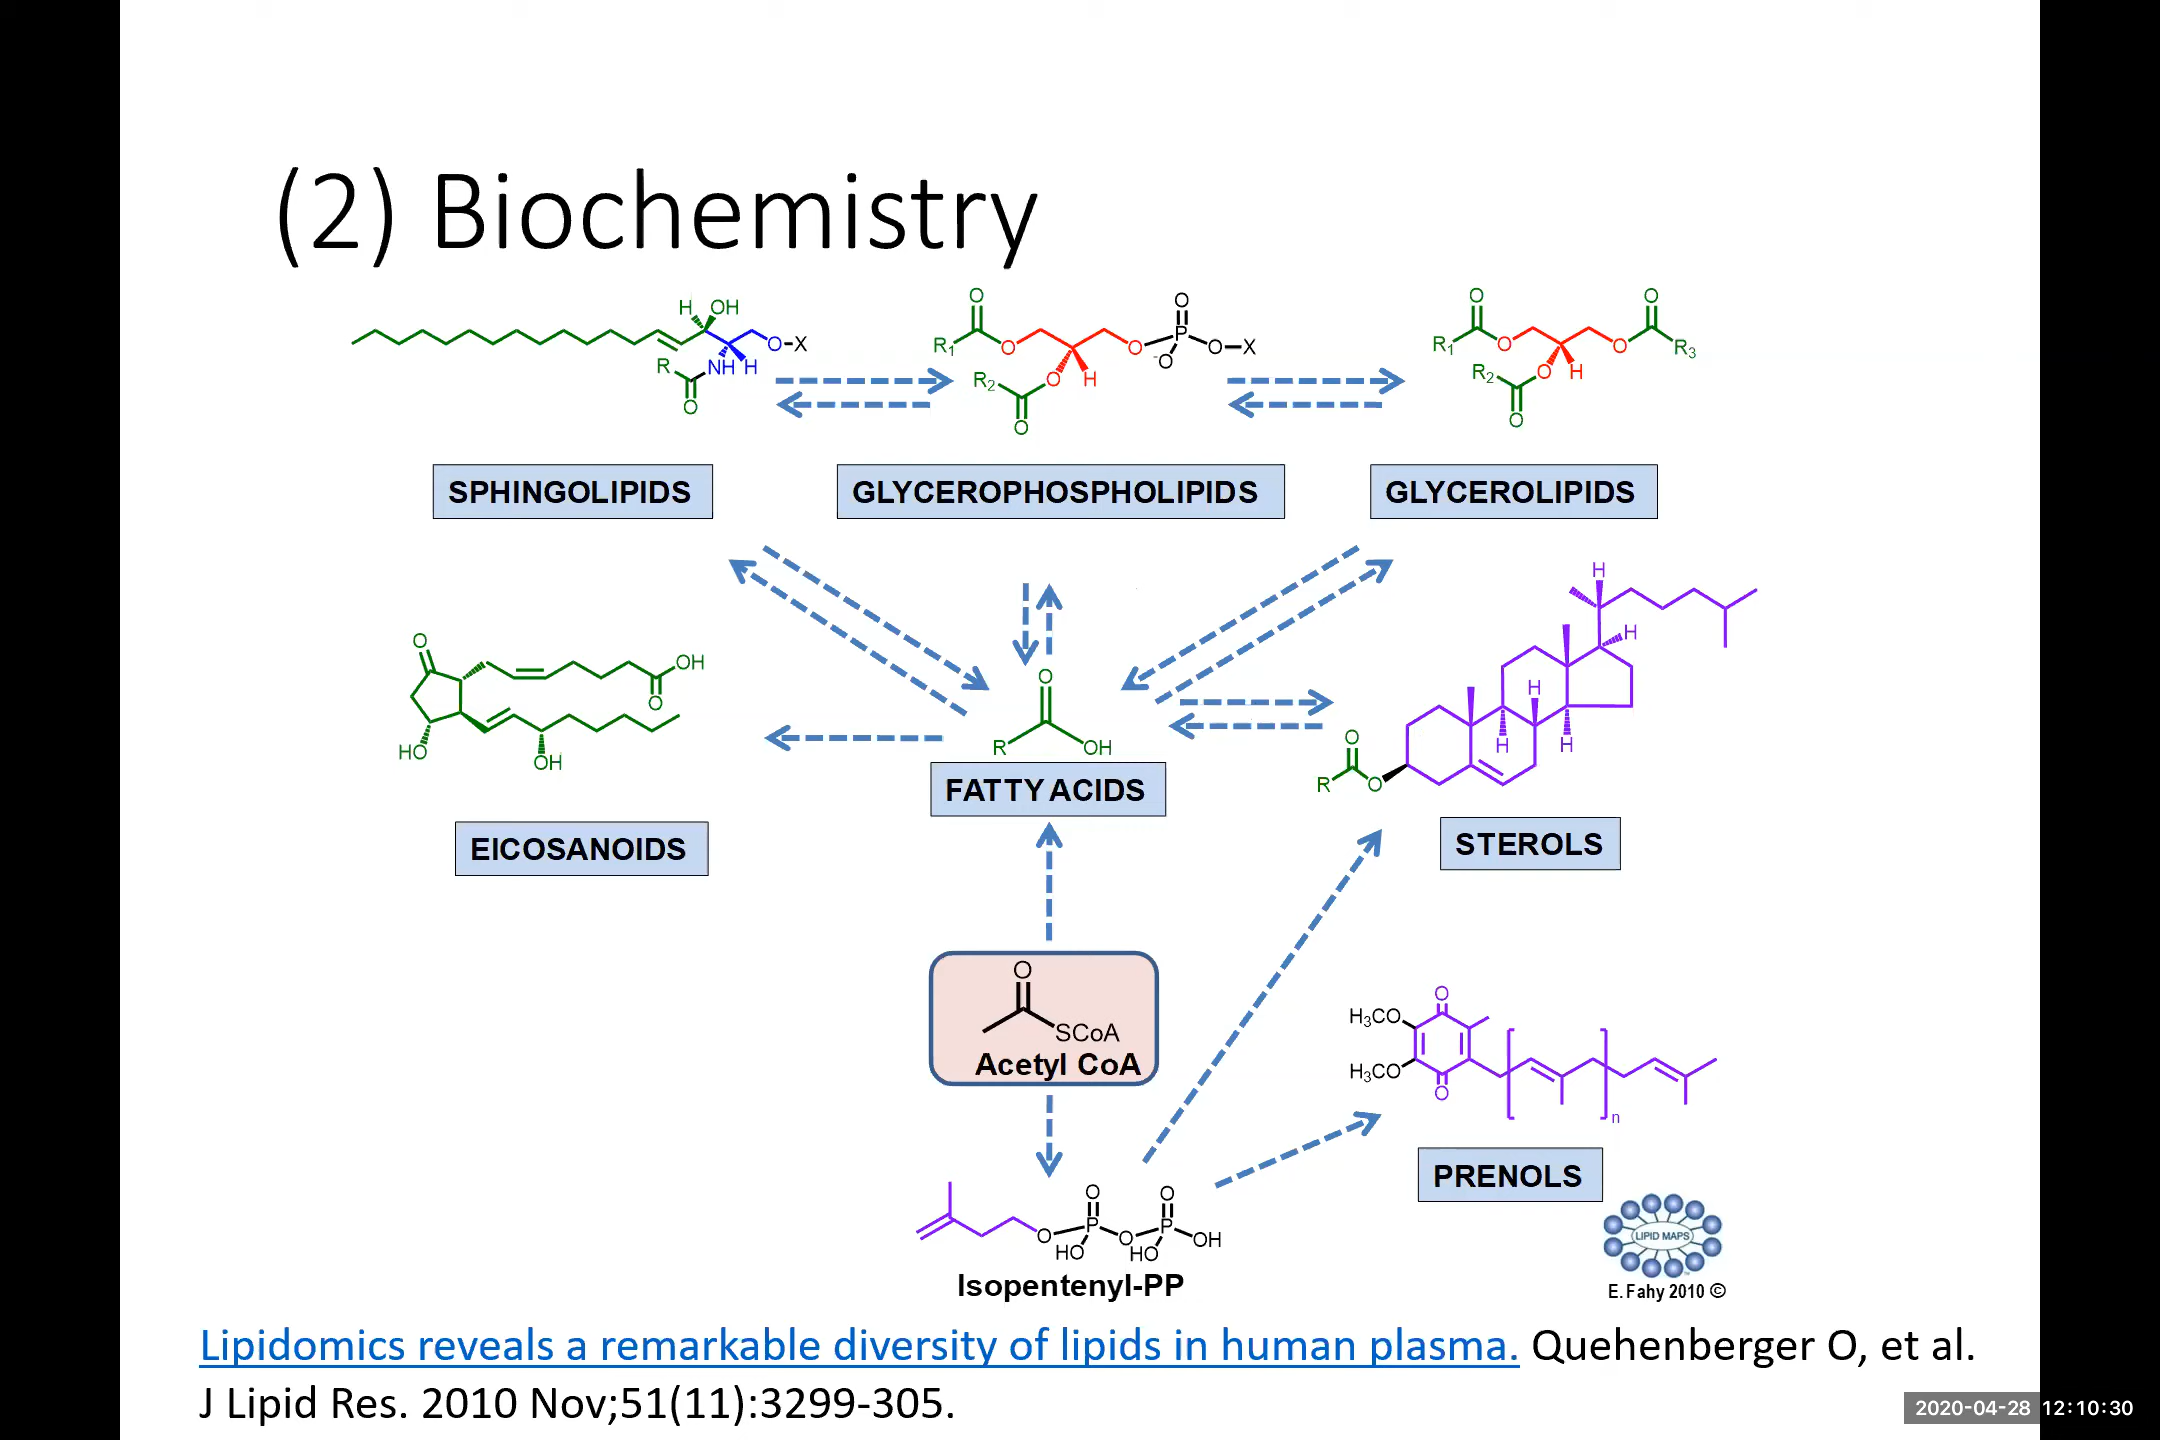 (2) Biochemistry
H OH
O-X
R NH H
O
O
R1 O
R2 O H
O
O
O P O-X
-O
O O
R1 O O R3
R2 O H
O
SPHINGOLIPIDS
GLYCEROPHOSPHOLIPIDS
GLYCEROLIPIDS
O
OH
O
HO
OH
EICOSANOIDS
O
R OH
FATTY ACIDS
H
H
H
H H
O
R O
STEROLS
O
SCoA
Acetyl CoA
O
H3CO
H3CO
O
n
PRENOLS
O O
O P O P OH
HO HO
Isopentenyl-PP
LIPID MAPS
E. Fahy 2010 ©
Lipidomics reveals a remarkable diversity of lipids in human plasma. Quehenberger O, et al.
J Lipid Res. 2010 Nov;51(11):3299-305.
2020-04-28 12:10:30